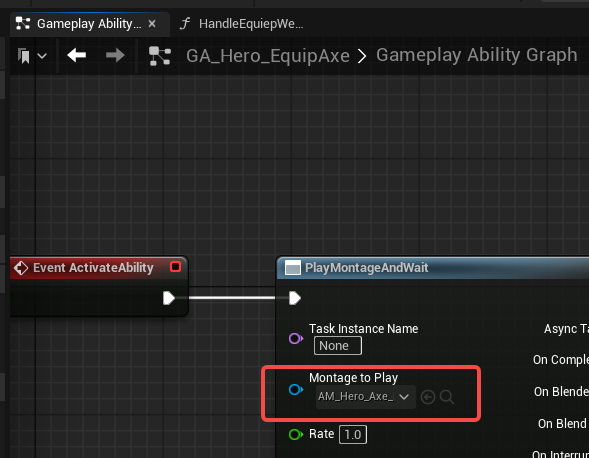 Gameplay Ability...
HandleEquiepWe...
GA_Hero_EquipAxe > Gameplay Ability Graph
Event ActivateAbility
PlayMontageAndWait
Task Instance Name
Async Ta
None
On Comple
Montage to Play
AM_Hero_Axe_
On Blende
On Blend
Rate 1.0
On Interrup